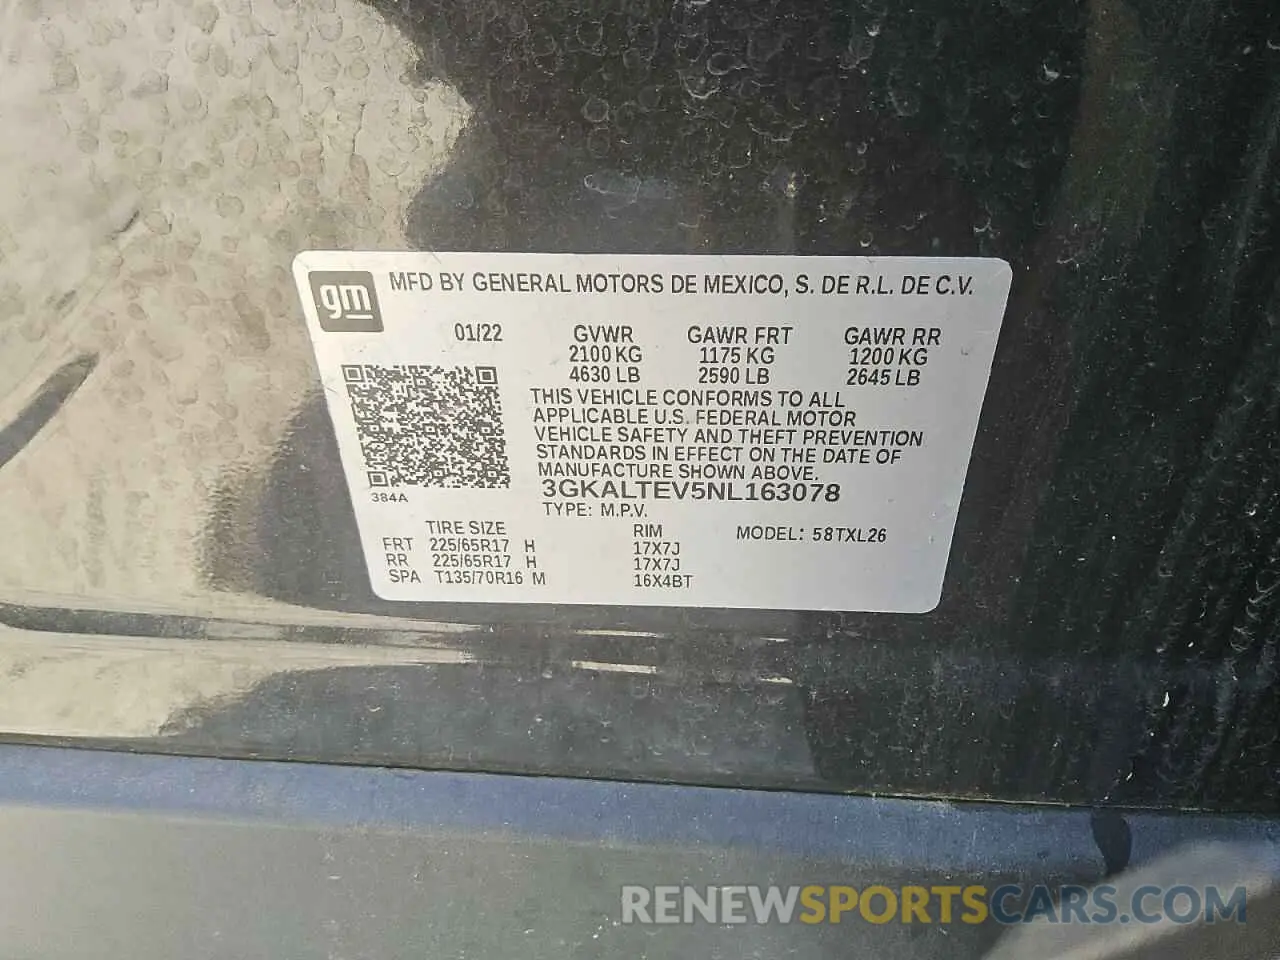 gm
MFD BY GENERAL MOTORS DE MEXICO, S. DE R.L. DE C.V.
01/22 GVWR GAWR FRT GAWR RR
2100 KG 1175 KG 1200 KG
4630 LB 2590 LB 2645 LB
THIS VEHICLE CONFORMS TO ALL
APPLICABLE U.S. FEDERAL MOTOR
VEHICLE SAFETY AND THEFT PREVENTION
STANDARDS IN EFFECT ON THE DATE OF
MANUFACTURE SHOWN ABOVE.
384A
3GKALTEV5NL163078
TYPE: M.P.V.
TIRE SIZE RIM MODEL: 58TXL26
FRT 225/65R17 H 17X7J
RR 225/65R17 H 17X7J
SPA T135/70R16 M 16X4BT
RENEWSPORTSCARS.COM